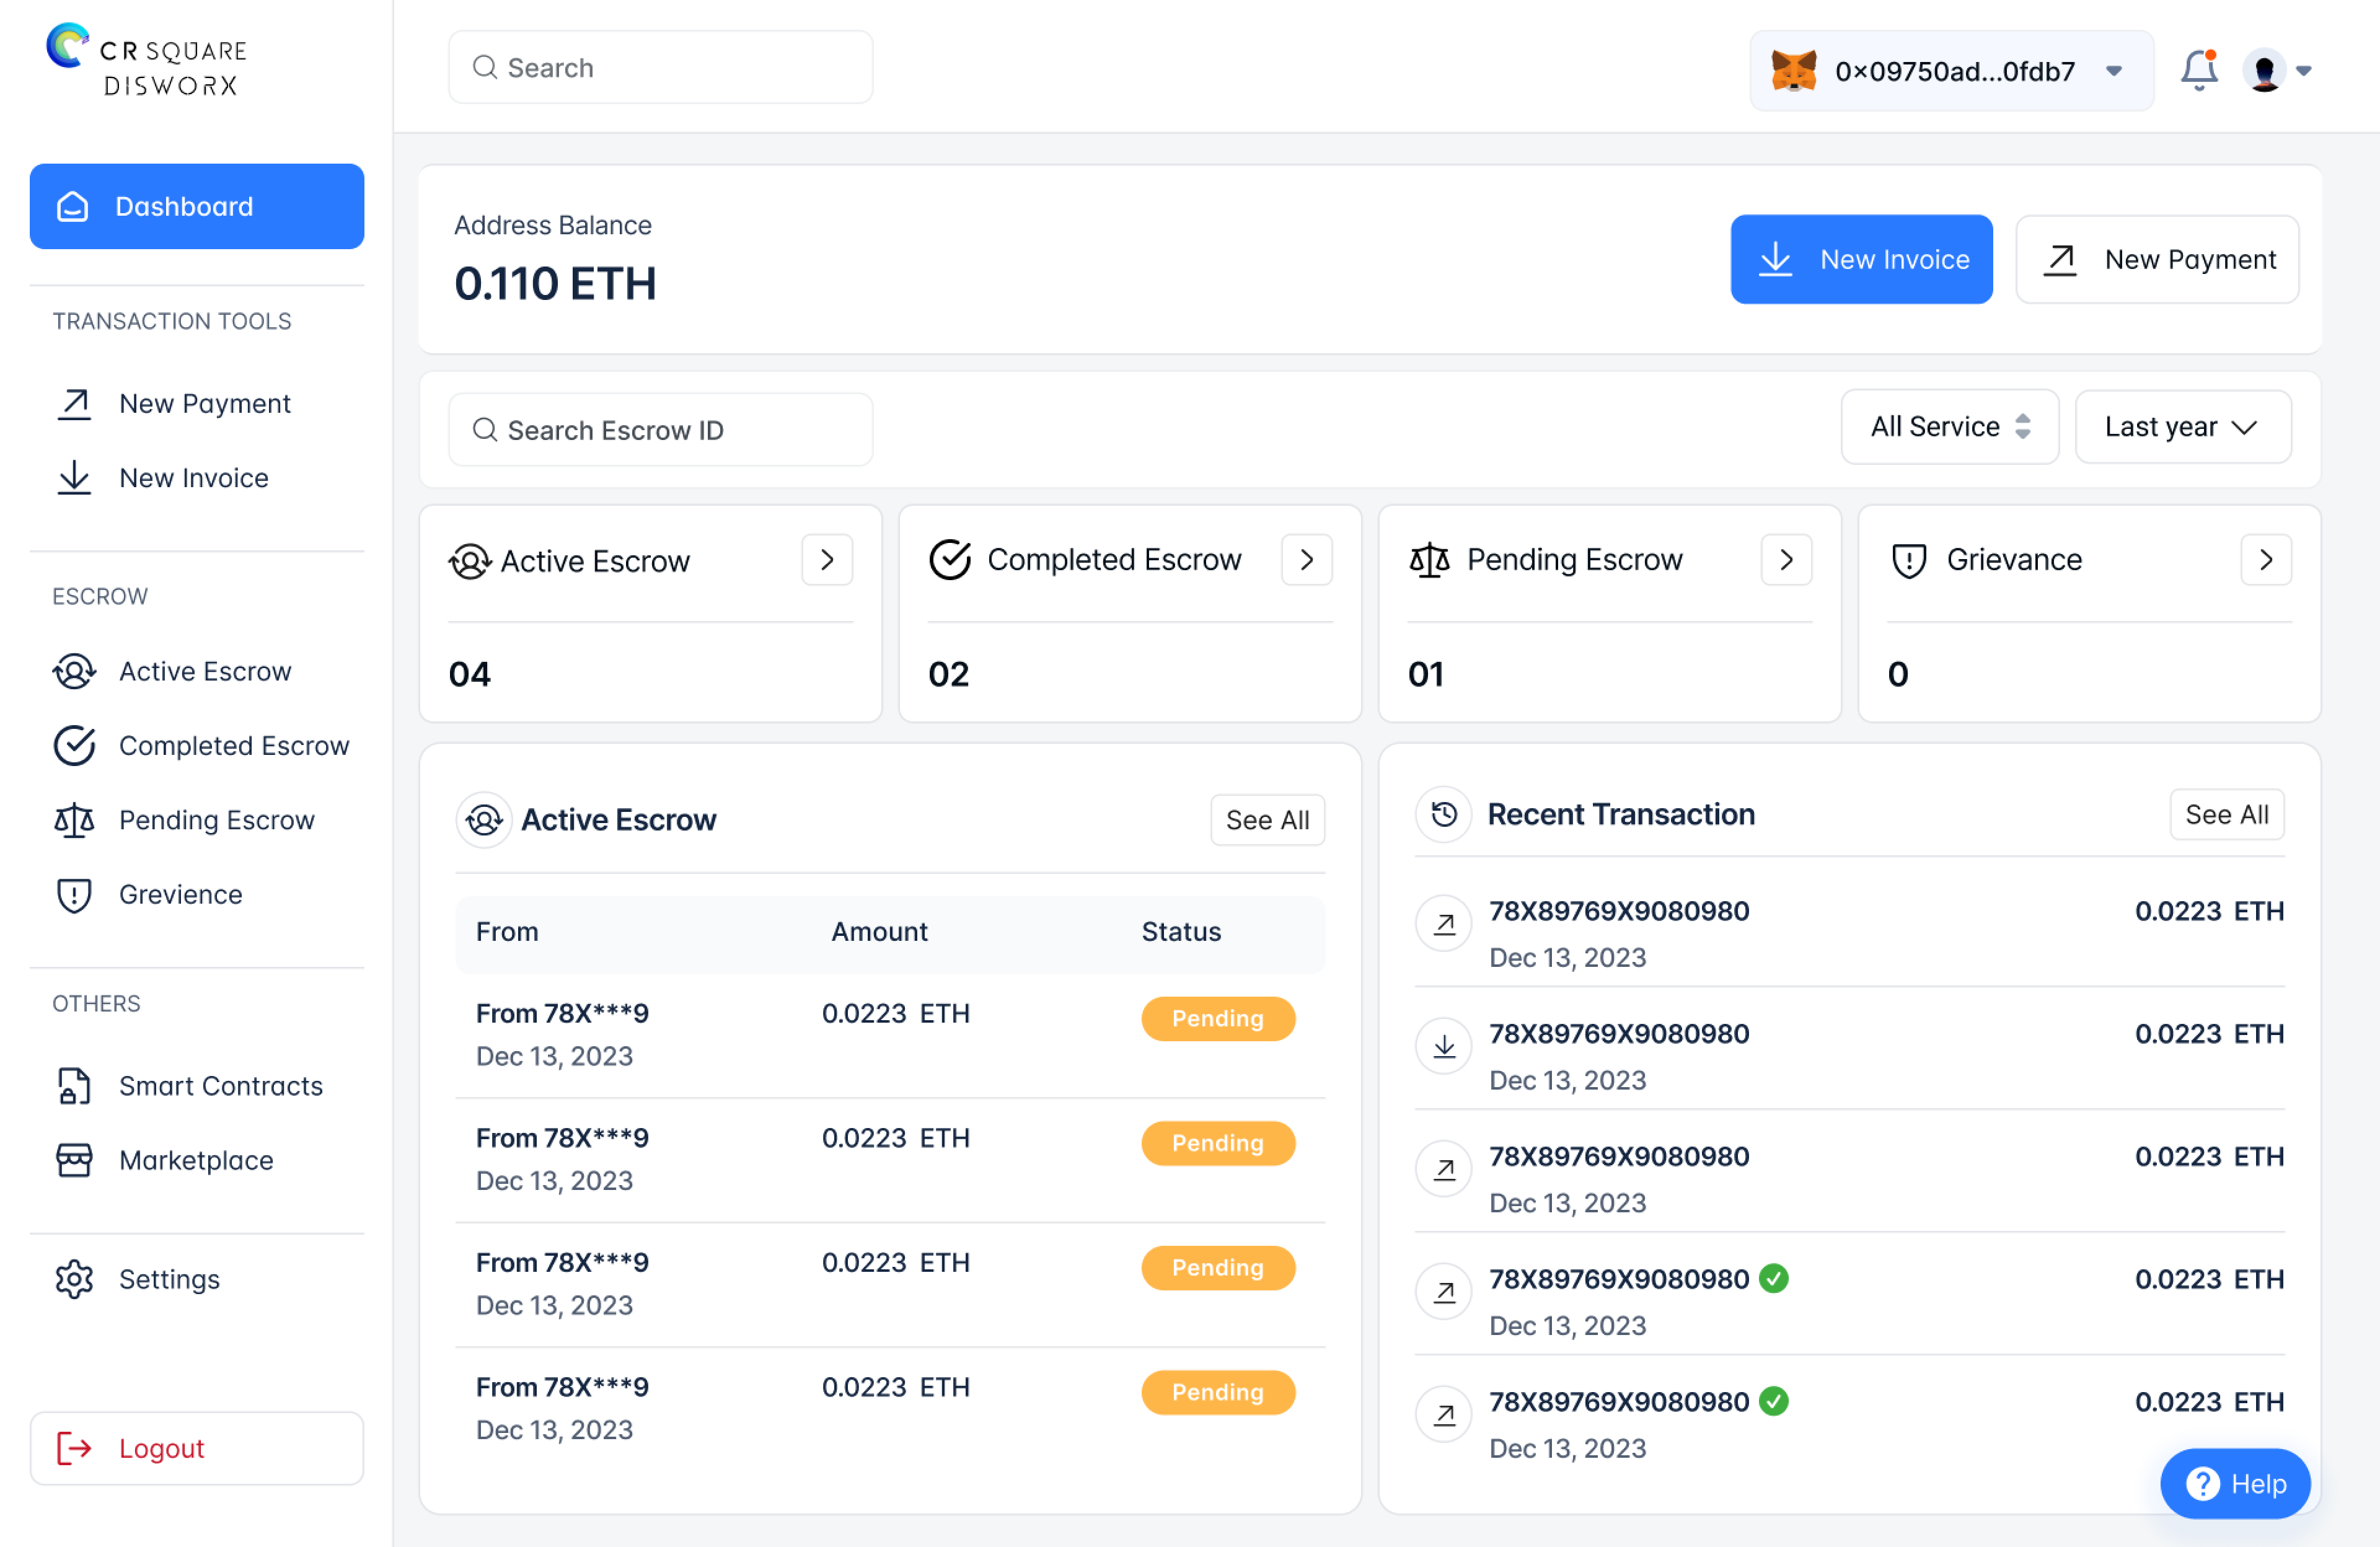 CR SQUARE
DISWORX
Search
0×09750ad...0fdb7
Dashboard
TRANSACTION TOOLS
New Payment
New Invoice
ESCROW
Active Escrow
Completed Escrow
Pending Escrow
Grevience
OTHERS
Smart Contracts
Marketplace
Settings
Logout
Address Balance
0.110 ETH
New Invoice
New Payment
Search Escrow ID
All Service
Last year
Active Escrow
04
Completed Escrow
02
Pending Escrow
01
Grievance
0
Active Escrow
See All
From Amount Status
From 78X***9 0.0223 ETH Pending
Dec 13, 2023
From 78X***9 0.0223 ETH Pending
Dec 13, 2023
From 78X***9 0.0223 ETH Pending
Dec 13, 2023
From 78X***9 0.0223 ETH Pending
Dec 13, 2023
Recent Transaction
See All
78X89769X9080980 0.0223 ETH
Dec 13, 2023
78X89769X9080980 0.0223 ETH
Dec 13, 2023
78X89769X9080980 0.0223 ETH
Dec 13, 2023
78X89769X9080980 0.0223 ETH
Dec 13, 2023
78X89769X9080980 0.0223 ETH
Dec 13, 2023
Help